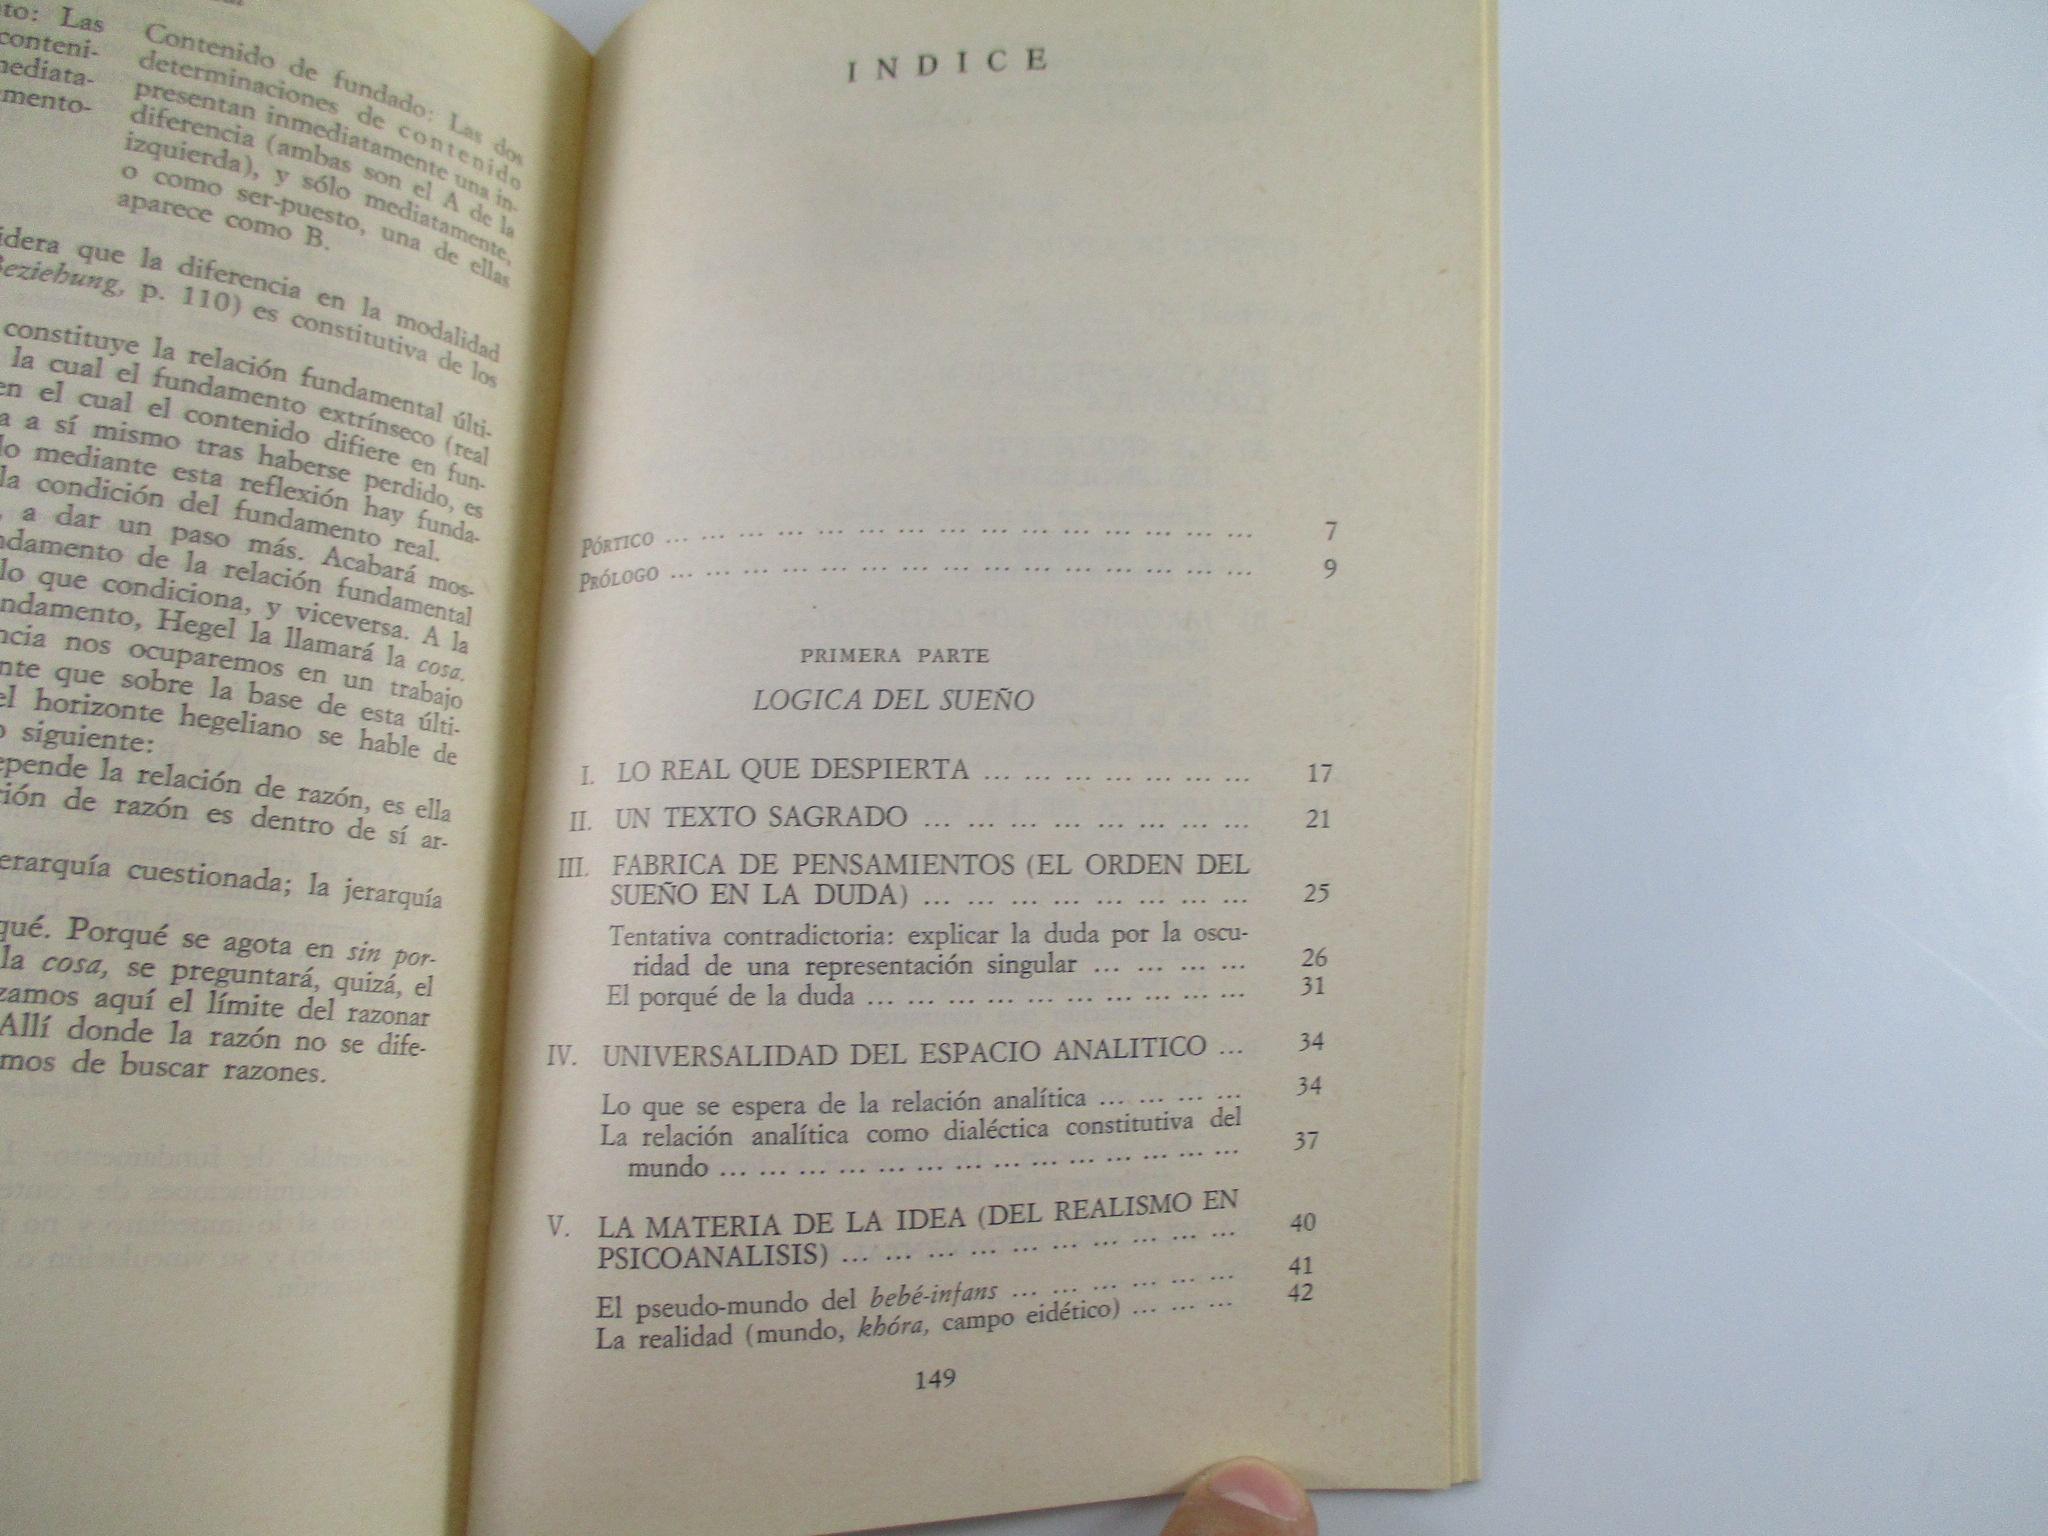 to: Las
conteni-
mediata-
mento-
Contenido de fundado: Las dos
determinaciones de contenido
presentan inmediatamente una in-
diferencia (ambas son el A de la
izquierda), y sólo mediatamente,
o como ser-puesto, una de ellas
aparece como B.
idera que la diferencia en la modalidad
Beziehung, p. 110) es constitutiva de los
constituye la relación fundamental últi-
la cual el fundamento extrínseco (real
en el cual el contenido difiere en fun-
a a sí mismo tras haberse perdido, es
lo mediante esta reflexión hay funda-
la condición del fundamento real.
, a dar un paso más. Acabará mos-
ndamento de la relación fundamental
lo que condiciona, y viceversa. A la
ndamento, Hegel la llamará la cosa.
ncia nos ocuparemos en un trabajo
nte que sobre la base de esta últi-
el horizonte hegeliano se hable de
o siguiente:
epende la relación de razón, es ella
ción de razón es dentro de sí ar-
erarquía cuestionada; la jerarquía
qué. Porqué se agota en sin por-
la cosa, se preguntará, quizá, el
zamos aquí el límite del razonar
Allí donde la razón no se dife-
mos de buscar razones.
INDICE
PÓRTICO ... ... ... ... ... ... ... ... ... ... ... ... ... ... ... 7
PRÓLOGO ... ... ... ... ... ... ... ... ... ... ... ... ... ... ... 9
PRIMERA PARTE
LOGICA DEL SUEÑO
I. LO REAL QUE DESPIERTA ... ... ... ... ... ... ... 17
II. UN TEXTO SAGRADO ... ... ... ... ... ... ... ... 21
III. FABRICA DE PENSAMIENTOS (EL ORDEN DEL
SUEÑO EN LA DUDA) ... ... ... ... ... ... ... ... 25
Tentativa contradictoria: explicar la duda por la oscu-
ridad de una representación singular ... ... ... ... 26
El porqué de la duda ... ... ... ... ... ... ... ... ... ... 31
IV. UNIVERSALIDAD DEL ESPACIO ANALITICO ... 34
Lo que se espera de la relación analítica ... ... ... ... 34
La relación analítica como dialéctica constitutiva del
mundo ... ... ... ... ... ... ... ... ... ... ... ... ... 37
V. LA MATERIA DE LA IDEA (DEL REALISMO EN
PSICOANALISIS) ... ... ... ... ... ... ... ... ... ... 40
El pseudo-mundo del bebé-infans ... ... ... ... ... ... 41
La realidad (mundo, khóra, campo eidético) ... ... ... 42
149